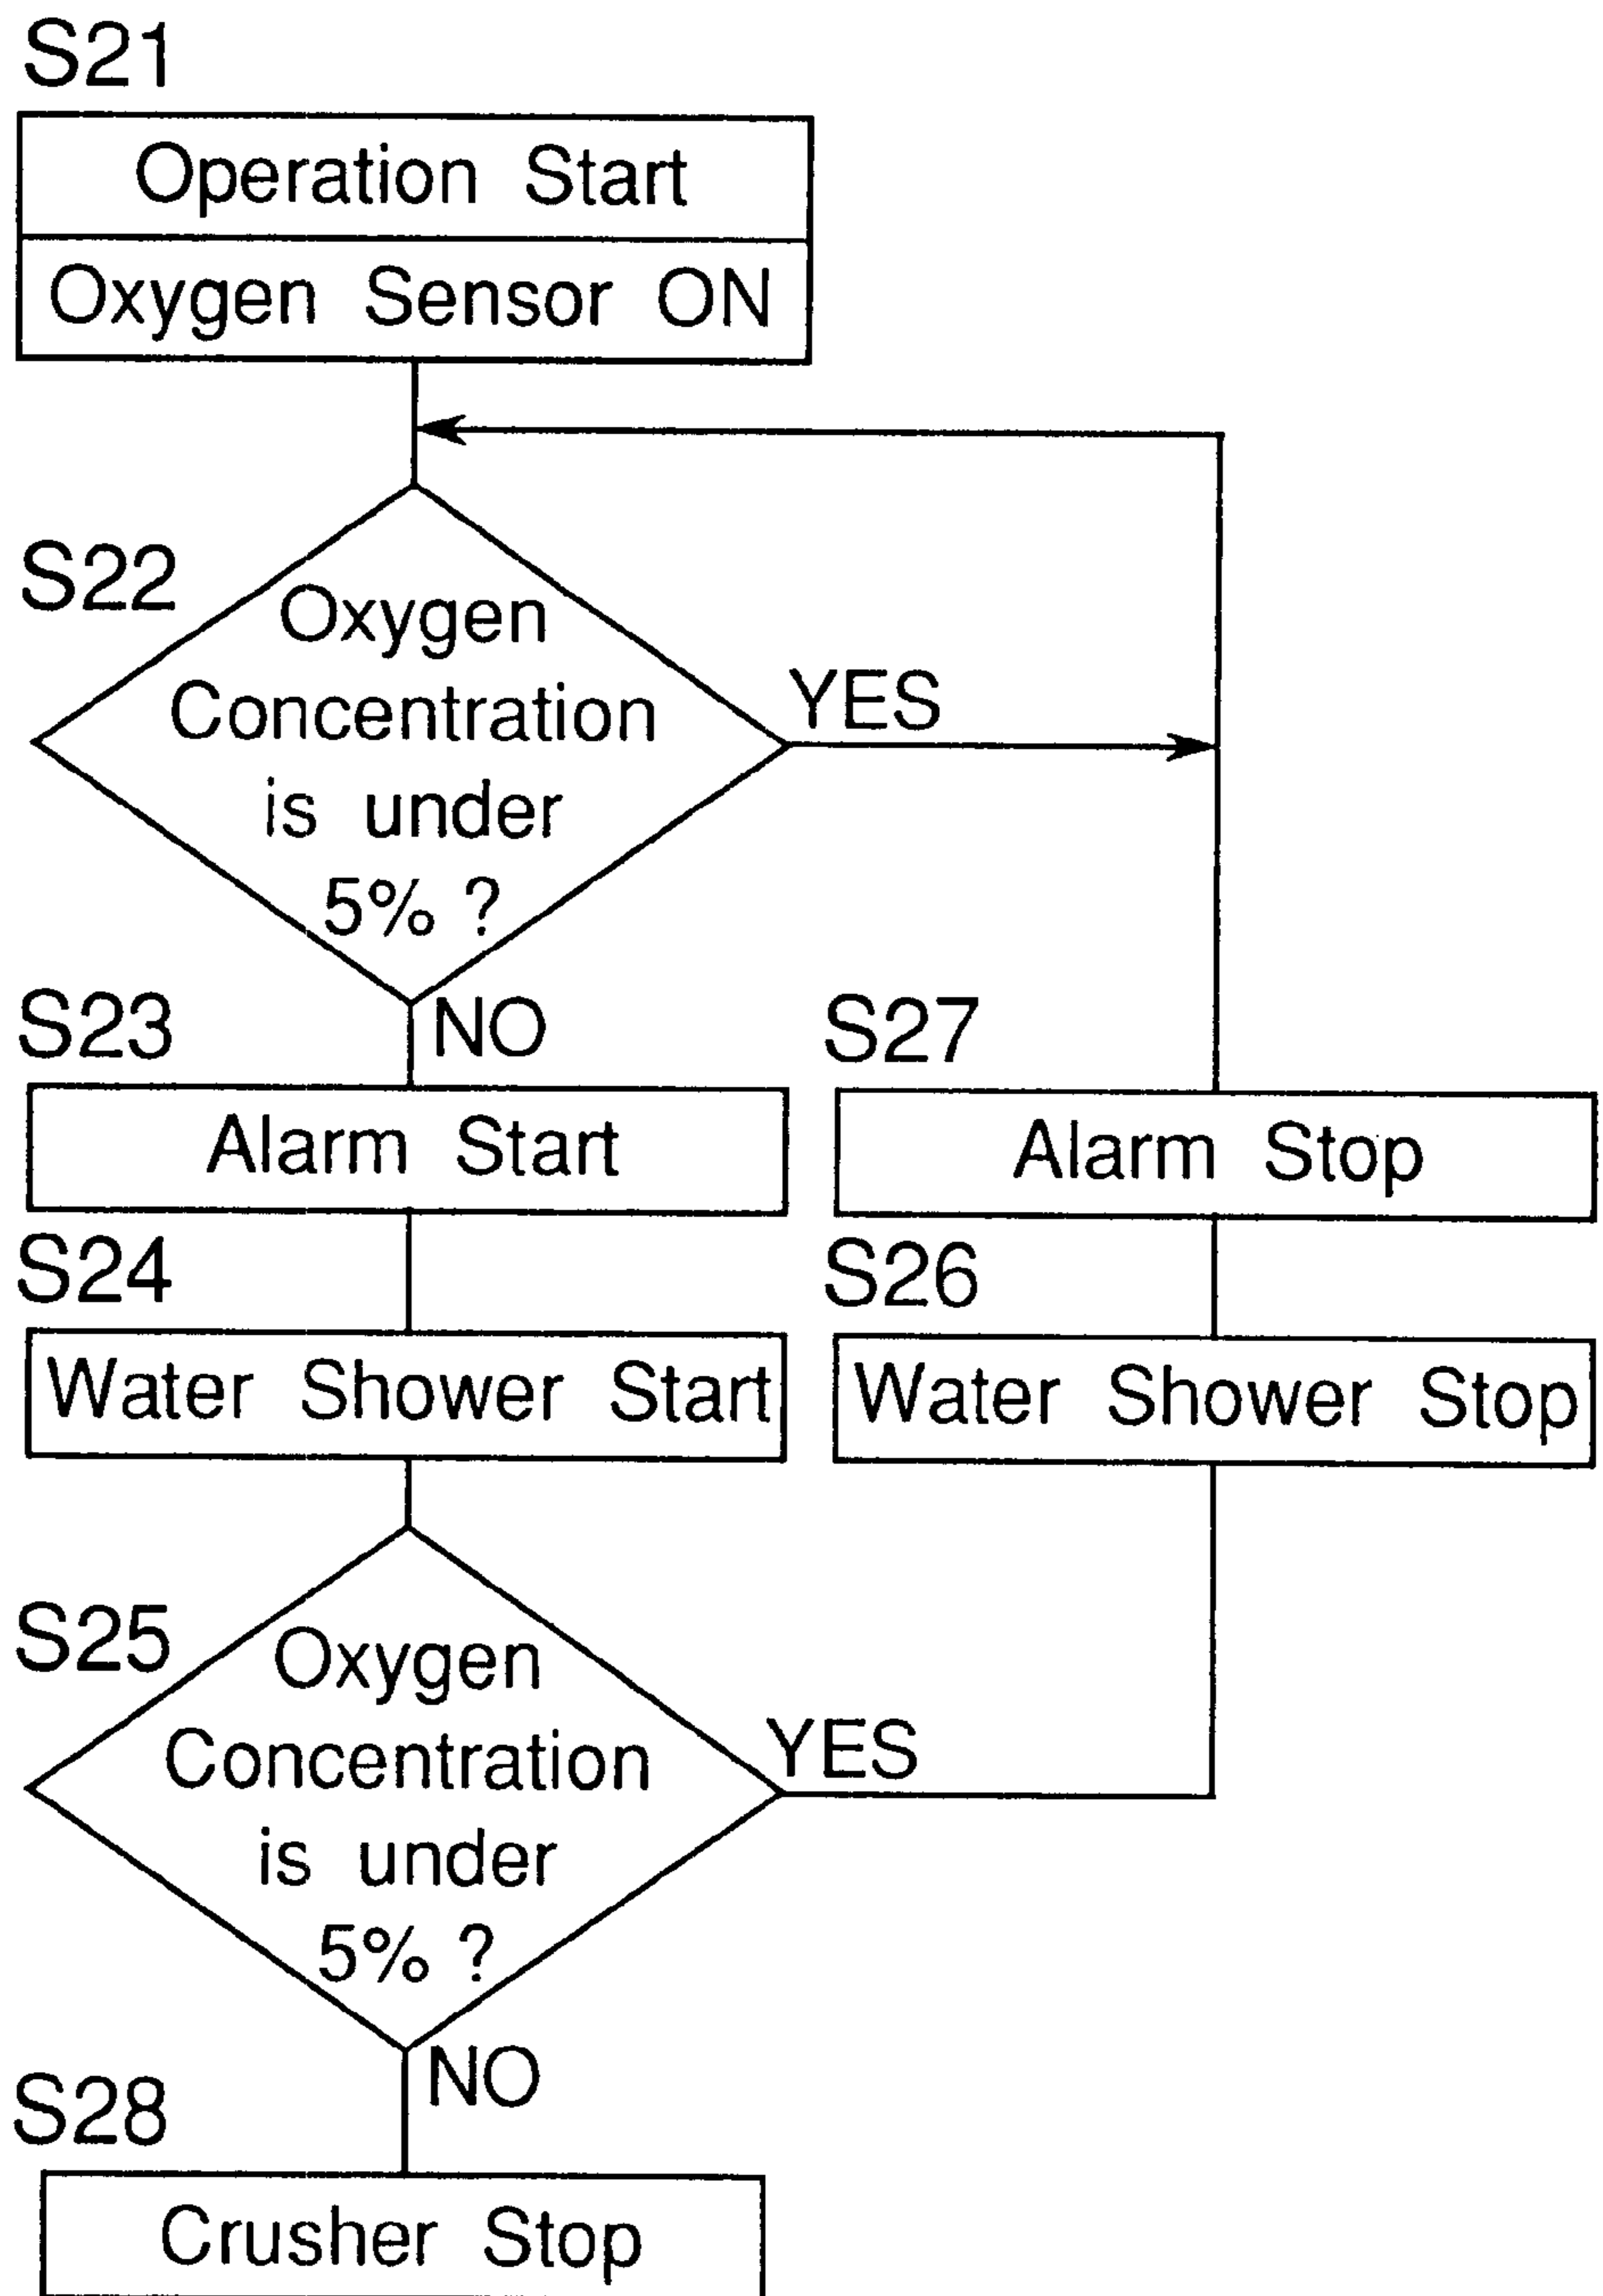 S21
Operation Start
Oxygen Sensor ON
S22
Oxygen
Concentration
is under
5% ?
YES
NO
S23
Alarm Start
S27
Alarm Stop
S24
Water Shower Start
S26
Water Shower Stop
S25
Oxygen
Concentration
is under
5% ?
YES
NO
S28
Crusher Stop